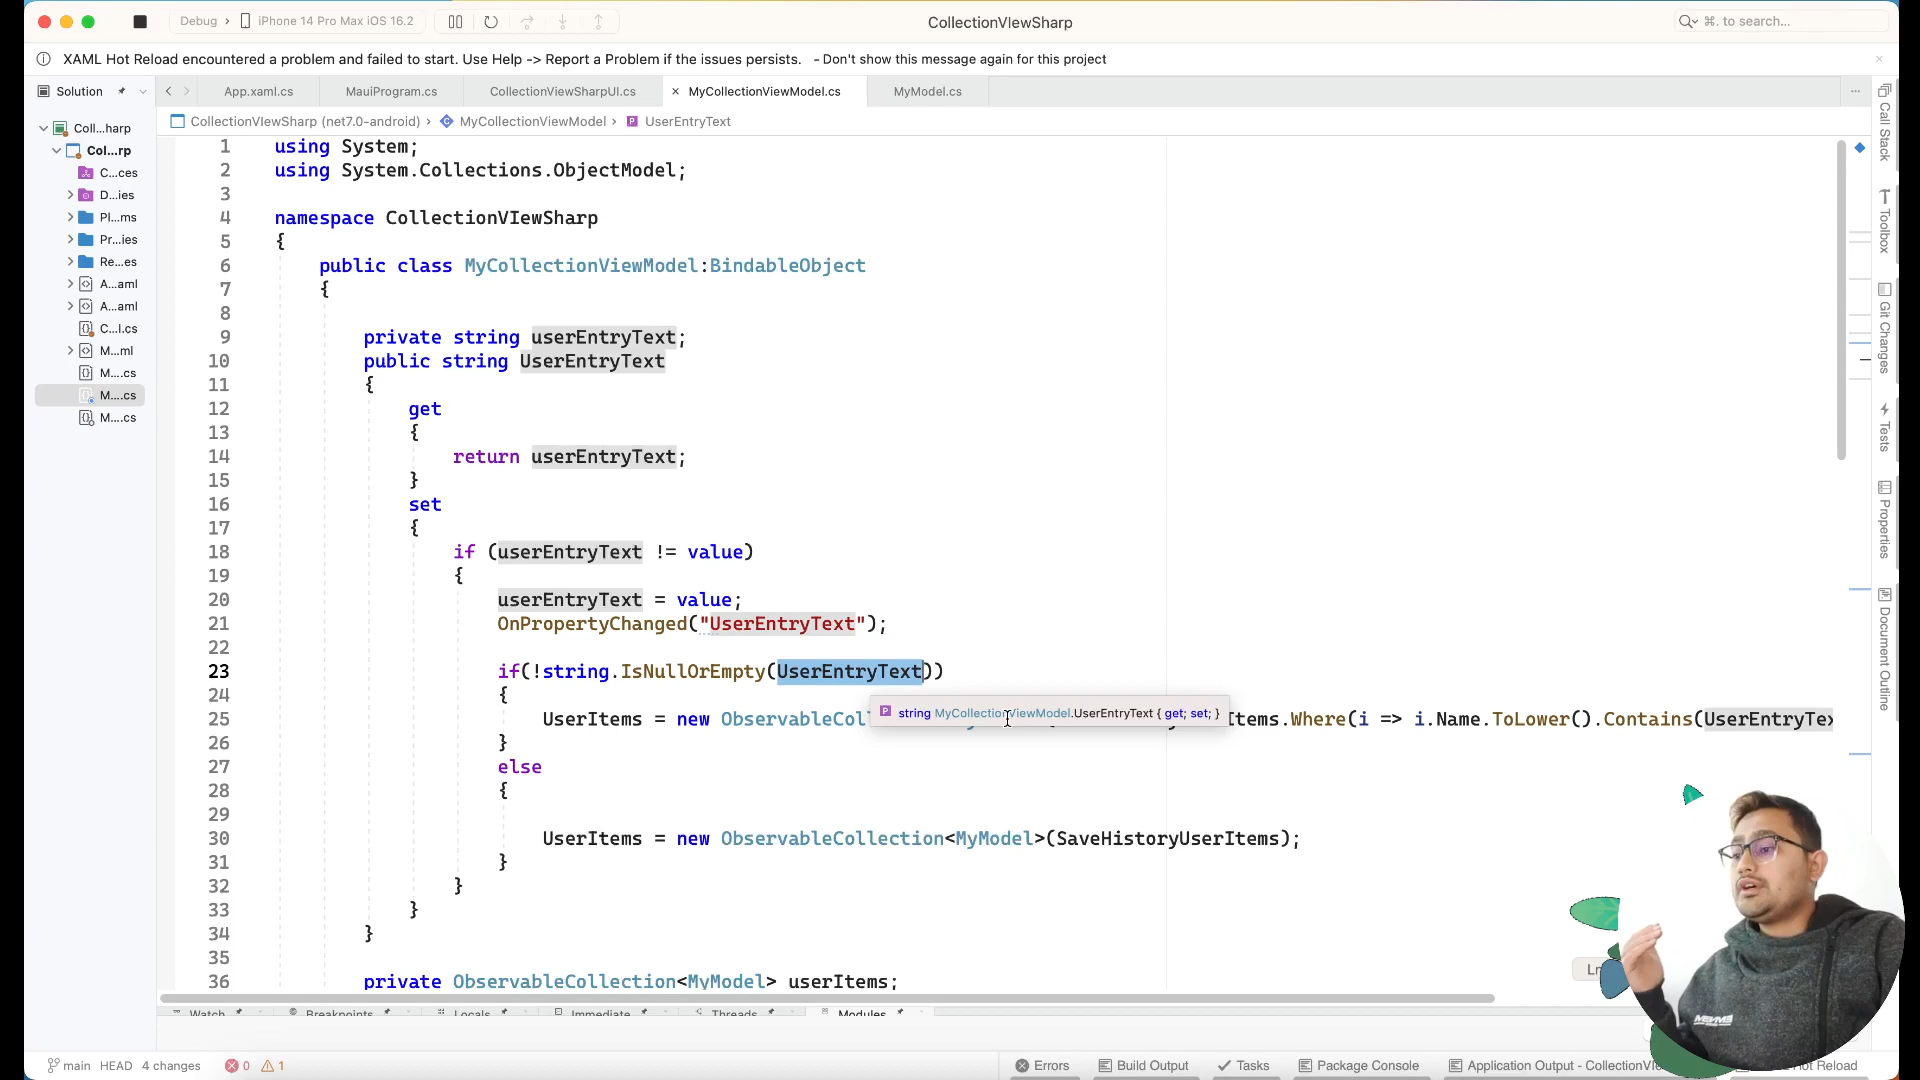 Debug › iPhone 14 Pro Max iOS 16.2
CollectionVIewSharp
⌘. to search...
XAML Hot Reload encountered a problem and failed to start. Use Help -> Report a Problem if the issues persists. - Don't show this message again for this project
Solution
App.xaml.cs
MauiProgram.cs
CollectionViewSharpUI.cs
MyCollectionViewModel.cs
MyModel.cs
CollectionVIewSharp (net7.0-android) › MyCollectionViewModel › UserEntryText
Coll...harp
Col...rp
C...ces
D...ies
Pl...ms
Pr...ies
Re...es
A...aml
A...aml
C...l.cs
M...ml
M....cs
M....cs
M....cs
1 using System;
2 using System.Collections.ObjectModel;
3
4 namespace CollectionVIewSharp
5 {
6 public class MyCollectionViewModel:BindableObject
7 {
8
9 private string userEntryText;
10 public string UserEntryText
11 {
12 get
13 {
14 return userEntryText;
15 }
16 set
17 {
18 if (userEntryText != value)
19 {
20 userEntryText = value;
21 OnPropertyChanged("UserEntryText");
22
23 if(!string.IsNullOrEmpty(UserEntryText))
24 {
string MyCollectionViewModel.UserEntryText { get; set; }
25 UserItems = new ObservableCol Items.Where(i => i.Name.ToLower().Contains(UserEntryTex
26 }
27 else
28 {
29
30 UserItems = new ObservableCollection<MyModel>(SaveHistoryUserItems);
31 }
32 }
33 }
34 }
35
36 private ObservableCollection<MyModel> userItems;
Call Stack
Toolbox
Git Changes
Tests
Properties
Document Outline
Watch
Breakpoints
Locals
Immediate
Threads
Modules
main HEAD 4 changes
0
1
Errors
Build Output
Tasks
Package Console
Application Output - CollectionVIe
Hot Reload